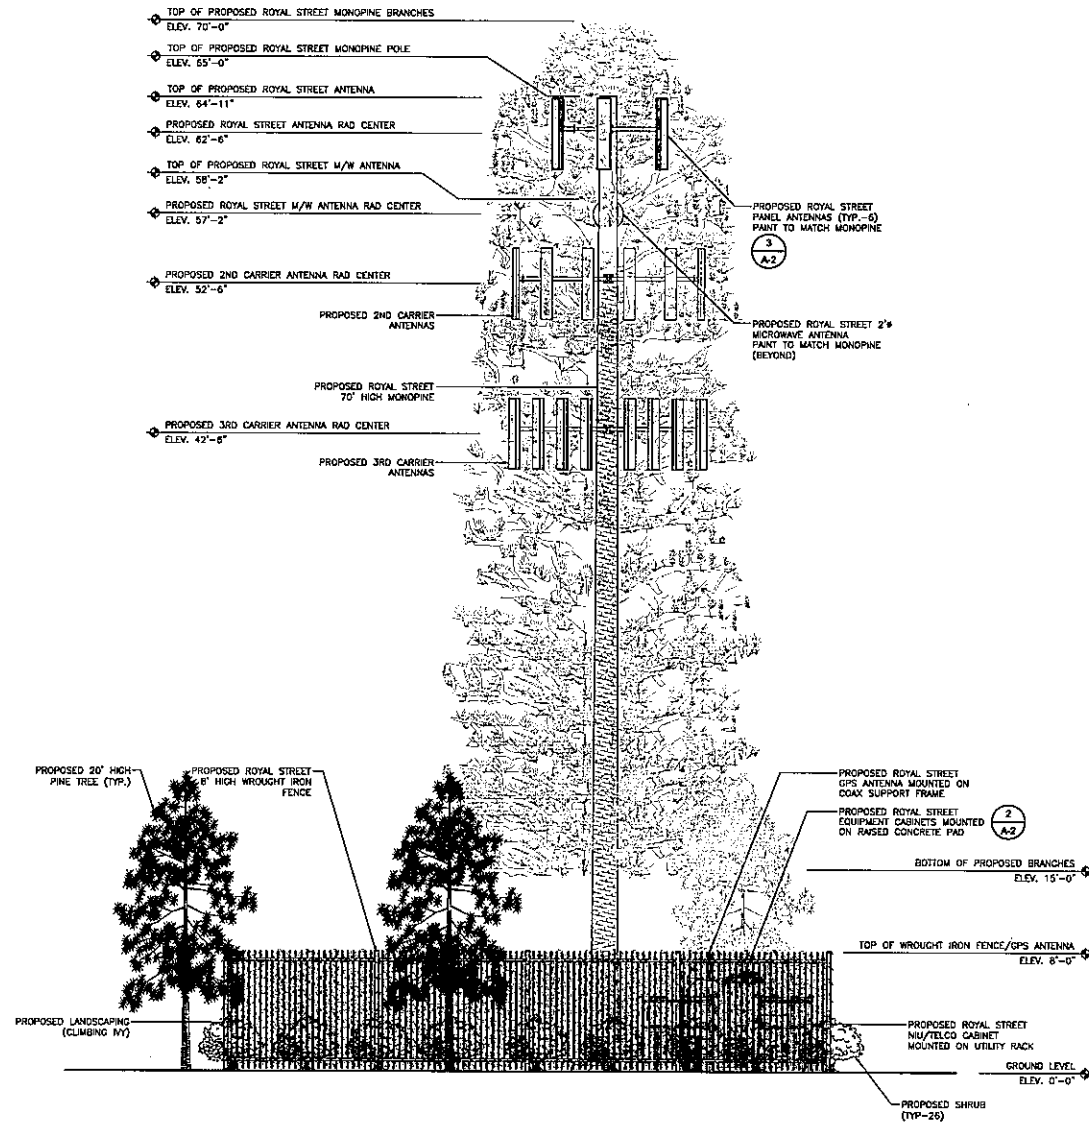 TOP OF PROPOSED ROYAL STREET MONOPINE BRANCHES
ELEV. 70'-0"
TOP OF PROPOSED ROYAL STREET MONOPINE POLE
ELEV. 65'-0"
TOP OF PROPOSED ROYAL STREET ANTENNA
ELEV. 64'-11"
PROPOSED ROYAL STREET ANTENNA RAD CENTER
ELEV. 62'-6"
TOP OF PROPOSED ROYAL STREET M/W ANTENNA
ELEV. 58'-2"
PROPOSED ROYAL STREET M/W ANTENNA RAD CENTER
ELEV. 57'-2"
PROPOSED ROYAL STREET
PANEL ANTENNAS (TYP.-6)
PAINT TO MATCH MONOPINE
3
A-2
PROPOSED 2ND CARRIER ANTENNA RAD CENTER
ELEV. 52'-6"
PROPOSED 2ND CARRIER
ANTENNAS
PROPOSED ROYAL STREET 2'ø
MICROWAVE ANTENNA
PAINT TO MATCH MONOPINE
(BEYOND)
PROPOSED ROYAL STREET
70' HIGH MONOPINE
PROPOSED 3RD CARRIER ANTENNA RAD CENTER
ELEV. 42'-6"
PROPOSED 3RD CARRIER
ANTENNAS
PROPOSED 20' HIGH
PINE TREE (TYP.)
PROPOSED ROYAL STREET
8' HIGH WROUGHT IRON
FENCE
PROPOSED ROYAL STREET
GPS ANTENNA MOUNTED ON
COAX SUPPORT FRAME
PROPOSED ROYAL STREET
EQUIPMENT CABINETS MOUNTED
ON RAISED CONCRETE PAD
2
A-2
BOTTOM OF PROPOSED BRANCHES
ELEV. 15'-0"
TOP OF WROUGHT IRON FENCE/GPS ANTENNA
ELEV. 8'-0"
PROPOSED LANDSCAPING
(CLIMBING IVY)
PROPOSED ROYAL STREET
NIU/TELCO CABINET
MOUNTED ON UTILITY RACK
GROUND LEVEL
ELEV. 0'-0"
PROPOSED SHRUB
(TYP-26)